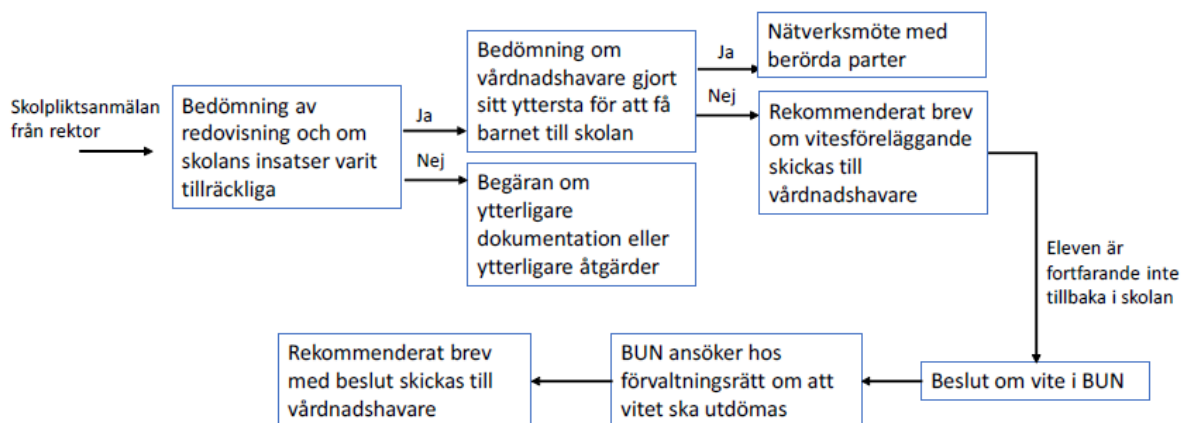 Skolpliktsanmälan
från rektor
Bedömning av
redovisning och om
skolans insatser varit
tillräckliga
Ja
Nej
Bedömning om
vårdnadshavare gjort
sitt yttersta för att få
barnet till skolan
Begäran om
ytterligare
dokumentation eller
ytterligare åtgärder
Ja
Nej
Nätverksmöte med
berörda parter
Rekommenderat brev
om vitesföreläggande
skickas till
vårdnadshavare
Eleven är
fortfarande inte
tillbaka i skolan
Beslut om vite i BUN
BUN ansöker hos
förvaltningsrätt om att
vitet ska utdömas
Rekommenderat brev
med beslut skickas till
vårdnadshavare